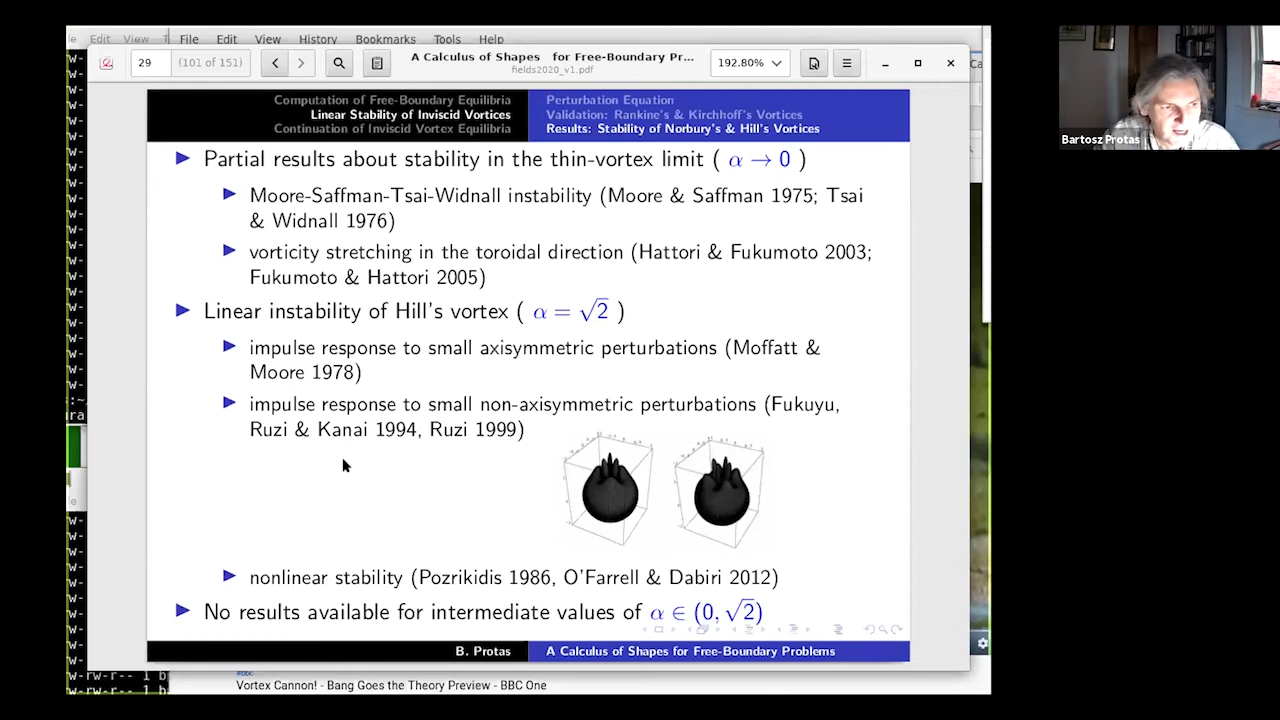 e Edit View T File Edit View History Bookmarks Tools Help
29 (101 of 151) A Calculus of Shapes for Free-Boundary Pr... 192.80%
fields2020_v1.pdf
Computation of Free-Boundary Equilibria
Linear Stability of Inviscid Vortices
Continuation of Inviscid Vortex Equilibria
Perturbation Equation
Validation: Rankine's & Kirchhoff's Vortices
Results: Stability of Norbury's & Hill's Vortices
Bartosz Protas
Partial results about stability in the thin-vortex limit ( α → 0 )
Moore-Saffman-Tsai-Widnall instability (Moore & Saffman 1975; Tsai
& Widnall 1976)
vorticity stretching in the toroidal direction (Hattori & Fukumoto 2003;
Fukumoto & Hattori 2005)
Linear instability of Hill's vortex ( α = √2 )
impulse response to small axisymmetric perturbations (Moffatt &
Moore 1978)
impulse response to small non-axisymmetric perturbations (Fukuyu,
Ruzi & Kanai 1994, Ruzi 1999)
nonlinear stability (Pozrikidis 1986, O'Farrell & Dabiri 2012)
No results available for intermediate values of α ∈ (0, √2)
B. Protas A Calculus of Shapes for Free-Boundary Problems
w-rw-r-- 1 b
Vortex Cannon! - Bang Goes the Theory Preview - BBC One